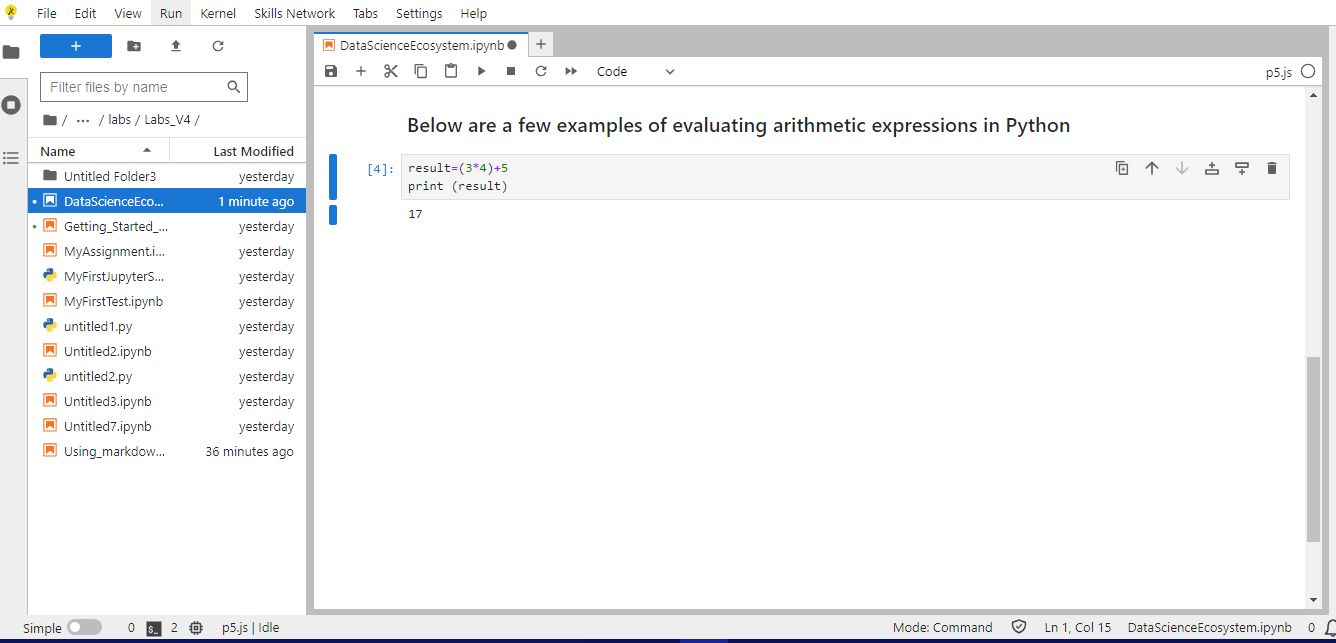 File Edit View Run Kernel Skills Network Tabs Settings Help
+
Filter files by name
/ ··· / labs / Labs_V4 /
Name Last Modified
Untitled Folder3 yesterday
DataScienceEco... 1 minute ago
Getting_Started_... yesterday
MyAssignment.i... yesterday
MyFirstJupyterS... yesterday
MyFirstTest.ipynb yesterday
untitled1.py yesterday
Untitled2.ipynb yesterday
untitled2.py yesterday
Untitled3.ipynb yesterday
Untitled7.ipynb yesterday
Using_markdow... 36 minutes ago
DataScienceEcosystem.ipynb +
Code p5.js
Below are a few examples of evaluating arithmetic expressions in Python
[4]: result=(3*4)+5
print (result)
17
Simple 0 $_ 2 p5.js | Idle Mode: Command Ln 1, Col 15 DataScienceEcosystem.ipynb 0